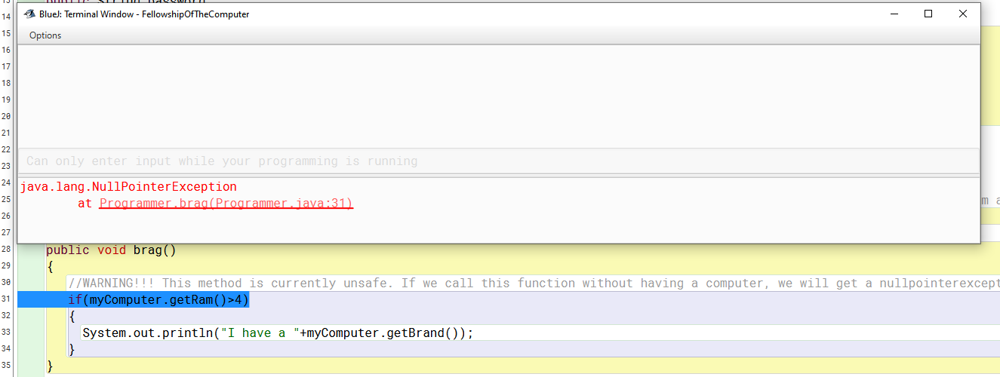 13
14
BlueJ: Terminal Window - FellowshipOfTheComputer
15
Options
16
17
18
19
20
21
22
Can only enter input while your programming is running
23
24
java.lang.NullPointerException
25
at Programmer.brag(Programmer.java:31)
26
27
28 public void brag()
29 {
30 //WARNING!!! This method is currently unsafe. If we call this function without having a computer, we will get a nullpointerexcept
31 if(myComputer.getRam()>4)
32 {
33 System.out.println("I have a "+myComputer.getBrand());
34 }
35 }